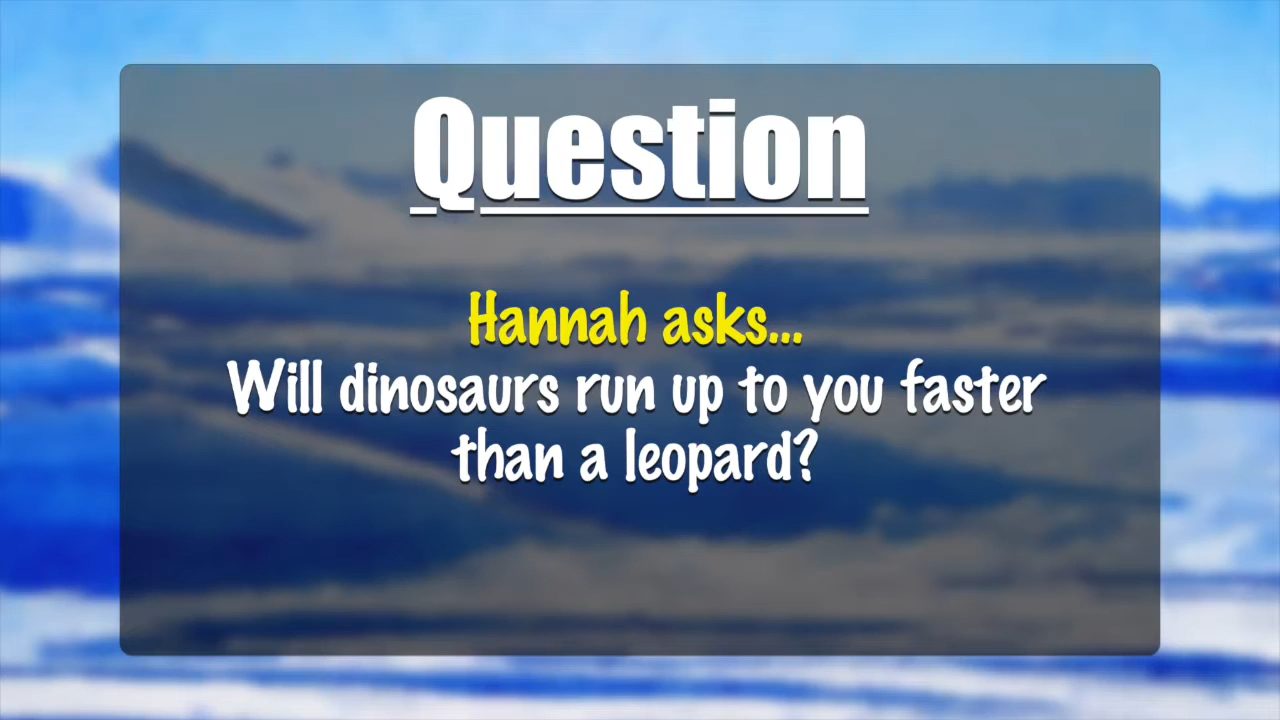 Question
Hannah asks...
Will dinosaurs run up to you faster
than a leopard?